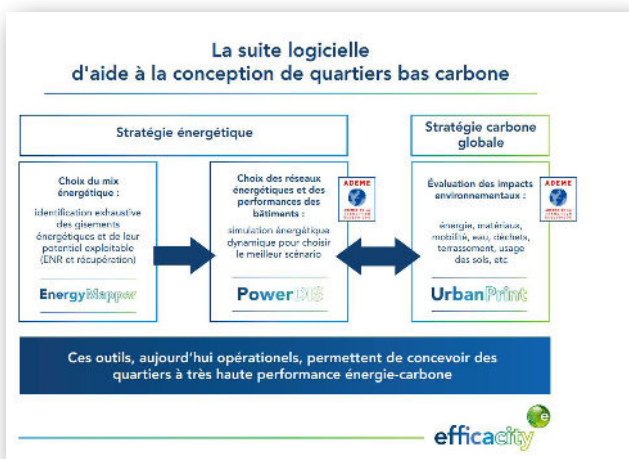 La suite logicielle
d'aide à la conception de quartiers bas carbone
Stratégie énergétique
Stratégie carbone
globale
Choix du mix
énergétique :
identification exhaustive
des gisements
énergétiques et de leur
potentiel exploitable
(ENR et récupération)
EnergyMapper
Choix des réseaux
énergétiques et des
performances des
bâtiments :
simulation énergétique
dynamique pour choisir
le meilleur scénario
PowerDIS
ADEME
Évaluation des impacts
environnementaux :
énergie, matériaux,
mobilité, eau, déchets,
terrassement, usage
des sols, etc
UrbanPrint
ADEME
Ces outils, aujourd'hui opérationels, permettent de concevoir des
quartiers à très haute performance énergie-carbone
efficacity
e